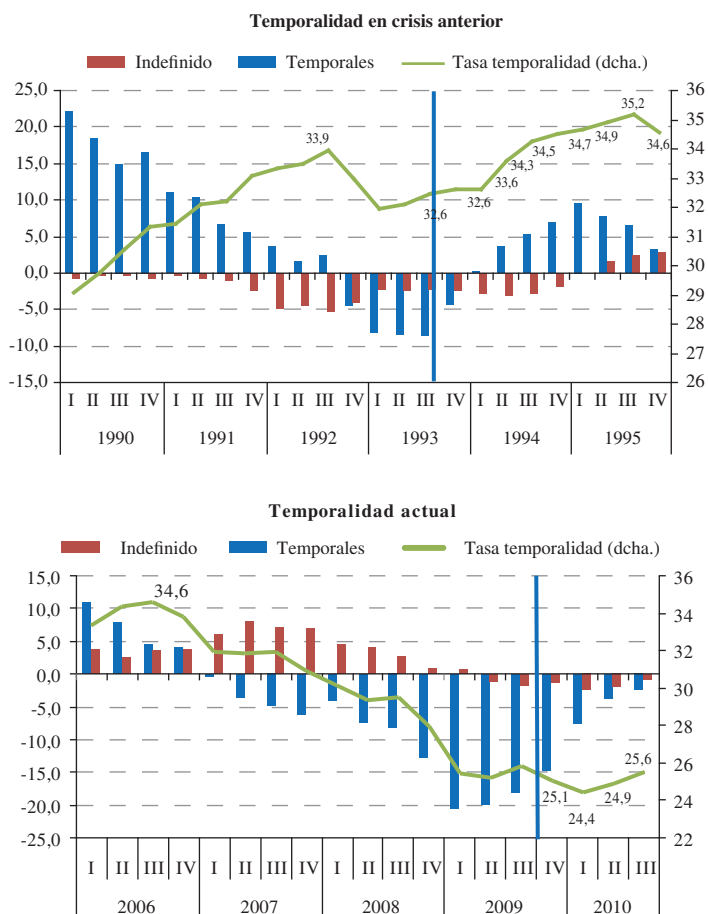 Temporalidad en crisis anterior
Indefinido Temporales Tasa temporalidad (dcha.)
25,0 36
20,0 35
15,0 34
10,0 33
5,0 32
0,0 30
-5,0 29
-10,0 28
-15,0 27
26
33,9 32,6 32,6 33,6 34,3 34,5 34,7 34,9 35,2 34,6
I II III IV I II III IV I II III IV I II III IV I II III IV I II III IV
1990 1991 1992 1993 1994 1995
Temporalidad actual
Indefinido Temporales Tasa temporalidad (dcha.)
15,0 36
10,0 34
5,0 32
0,0 30
-5,0 28
-10,0 26
-15,0 25
-20,0 24
-25,0 22
34,6 25,1 24,4 24,9 25,6
I II III IV I II III IV I II III IV I II III IV I II III
2006 2007 2008 2009 2010